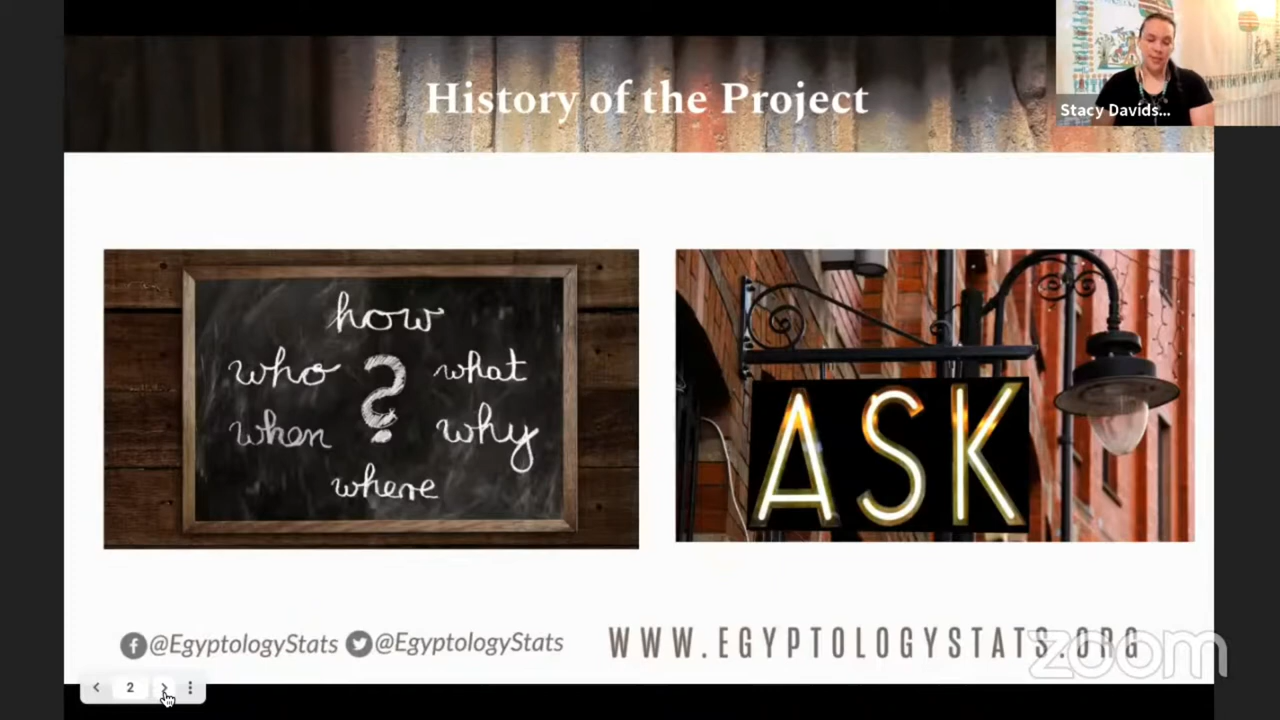 History of the Project
Stacy Davids...
how
who ? what
when why
where
ASK
@EgyptologyStats @EgyptologyStats
WWW.EGYPTOLOGYSTATS.ORG
zoom
2